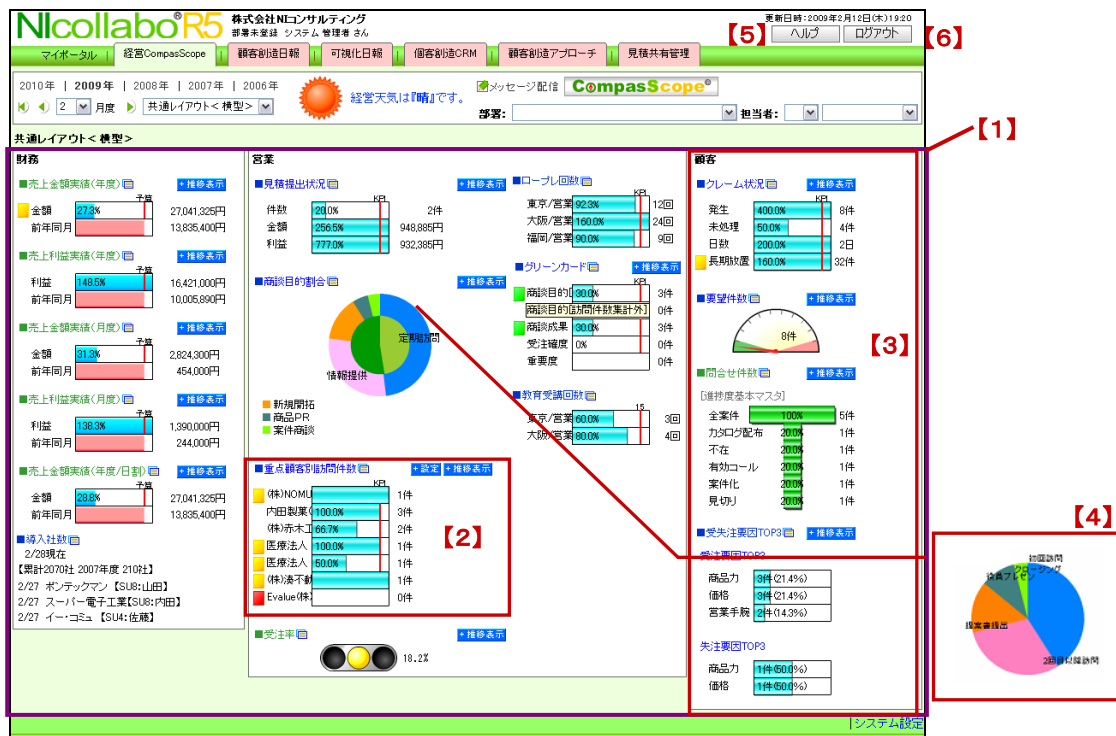 NIcollabo®R5
株式会社NIコンサルティング
部署未登録 システム 管理者 さん
更新日時：2009年2月12日(木)19:20
【5】
ヘルプ
ログアウト
【6】
マイポータル
経営CompasScope
顧客創造日報
可視化日報
個客創造CRM
顧客創造アプローチ
見積共有管理
2010年 | 2009年 | 2008年 | 2007年 | 2006年
2 月度
共通レイアウト<横型>
経営天気は『晴』です。
メッセージ配信
CompasScope®
部署：
担当者：
共通レイアウト<横型>
【1】
財務
■売上金額実績(年度)
+推移表示
予算
金額 27.3% 27,041,325円
前年同月 13,835,400円
■売上利益実績(年度)
+推移表示
予算
利益 148.5% 16,421,000円
前年同月 10,005,890円
■売上金額実績(月度)
+推移表示
予算
金額 31.3% 2,824,300円
前年同月 454,000円
■売上利益実績(月度)
+推移表示
予算
利益 138.3% 1,390,000円
前年同月 244,000円
■売上金額実績(年度/日割)
+推移表示
予算
金額 28.8% 27,041,325円
前年同月 13,835,400円
■導入社数
2/28現在
【累計2070社 2007年度 210社】
2/27 ボンテックマン 【SU8:山田】
2/27 スーパー電子工業【SU8:内田】
2/27 イー・コミュ 【SU4:佐藤】
営業
■見積提出状況
+推移表示
KPI
件数 20.0% 2件
金額 256.5% 948,885円
利益 777.0% 932,385円
■商談目的割合
+推移表示
定期訪問
情報提供
■新規開拓
■商品PR
■案件商談
■重点顧客別訪問件数
+設定
+推移表示
KPI
(株)NOMU 1件
内田製菓( 100.0% 3件
(株)赤木工 66.7% 2件
医療法人 100.0% 1件
医療法人 50.0% 1件
(株)湊不動 1件
Evalue(株) 0件
【2】
■受注率
+推移表示
18.2%
■ロープレ回数
KPI
東京/営業 92.3% 12回
大阪/営業 160.0% 24回
福岡/営業 90.0% 9回
■グリーンカード
+推移表示
KPI
商談目的[ 30.0% 3件
商談目的[訪問件数集計外] 0件
商談成果 30.0% 3件
受注確度 0% 0件
重要度 0件
■教育受講回数
15
東京/営業 60.0% 3回
大阪/営業 80.0% 4回
顧客
■クレーム状況
+推移表示
KPI
発生 400.0% 8件
未処理 50.0% 4件
日数 200.0% 2日
長期放置 160.0% 32件
■要望件数
+推移表示
8件
【3】
■問合せ件数
+推移表示
[進捗度基本マスタ]
全案件 100% 5件
カタログ配布 20.0% 1件
不在 20.0% 1件
有効コール 20.0% 1件
案件化 20.0% 1件
見切り 20.0% 1件
■受失注要因TOP3
+推移表示
受注要因TOP3
商品力 3件(21.4%)
価格 3件(21.4%)
営業手腕 2件(14.3%)
失注要因TOP3
商品力 1件(50.0%)
価格 1件(50.0%)
【4】
初回訪問
クロージング
役員プレゼン
提案書提出
2回目以降訪問
|システム設定